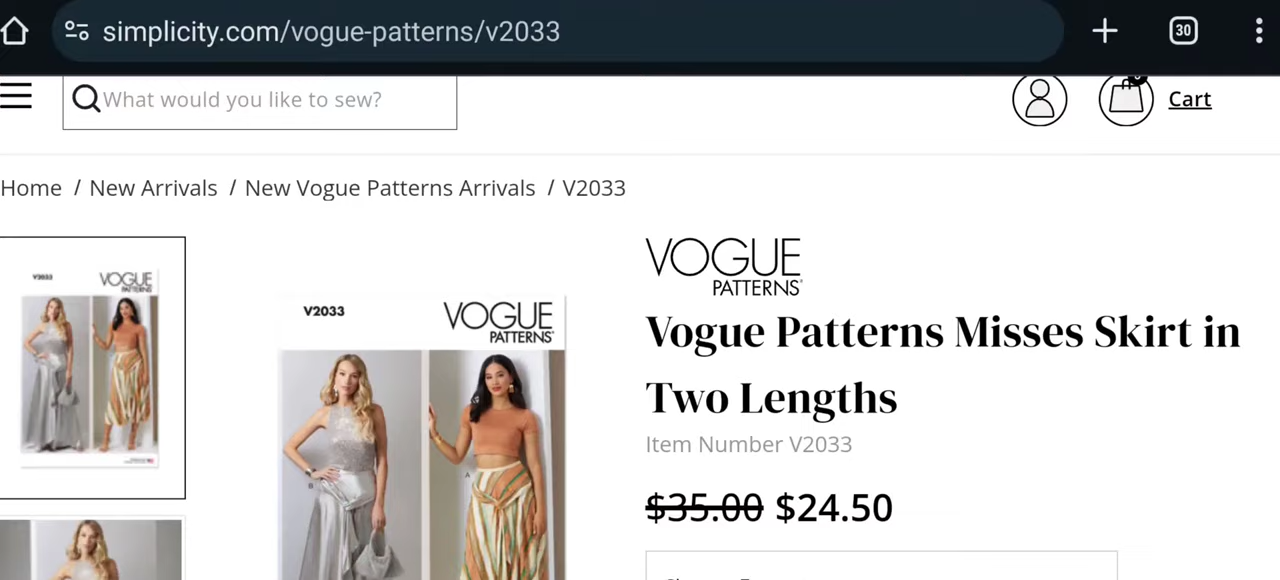 simplicity.com/vogue-patterns/v2033
30
What would you like to sew?
Cart
Home / New Arrivals / New Vogue Patterns Arrivals / V2033
V2033
VOGUE
PATTERNS
V2033
VOGUE
PATTERNS
B
A
VOGUE
PATTERNS
Vogue Patterns Misses Skirt in
Two Lengths
Item Number V2033
$35.00 $24.50